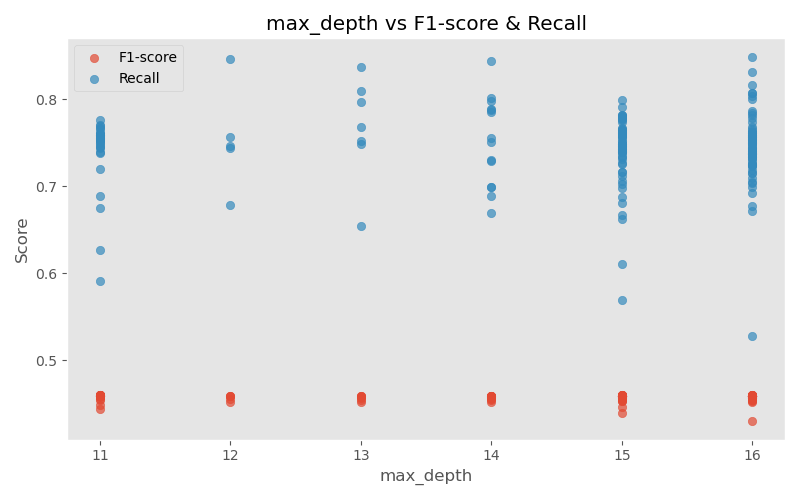 max_depth vs F1-score & Recall
F1-score
Recall
Score
0.8
0.7
0.6
0.5
11 12 13 14 15 16
max_depth